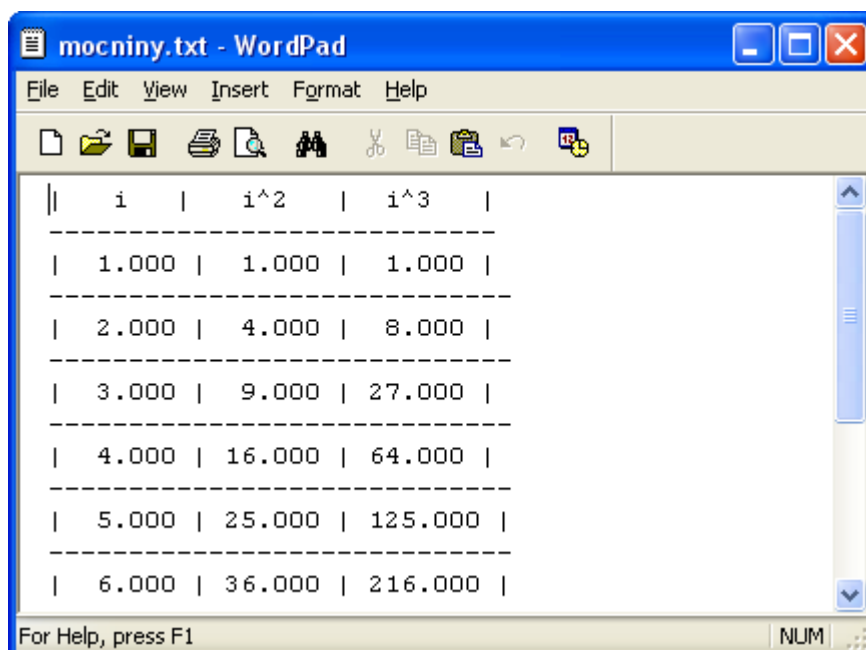 mocniny.txt - WordPad
File Edit View Insert Format Help
|    i    |    i^2    |   i^3    |
----------------------------
|   1.000 |   1.000 |   1.000 |
-----------------------------
|   2.000 |   4.000 |   8.000 |
-----------------------------
|   3.000 |   9.000 |  27.000 |
-----------------------------
|   4.000 |  16.000 |  64.000 |
-----------------------------
|   5.000 |  25.000 | 125.000 |
-----------------------------
|   6.000 |  36.000 | 216.000 |
For Help, press F1 NUM